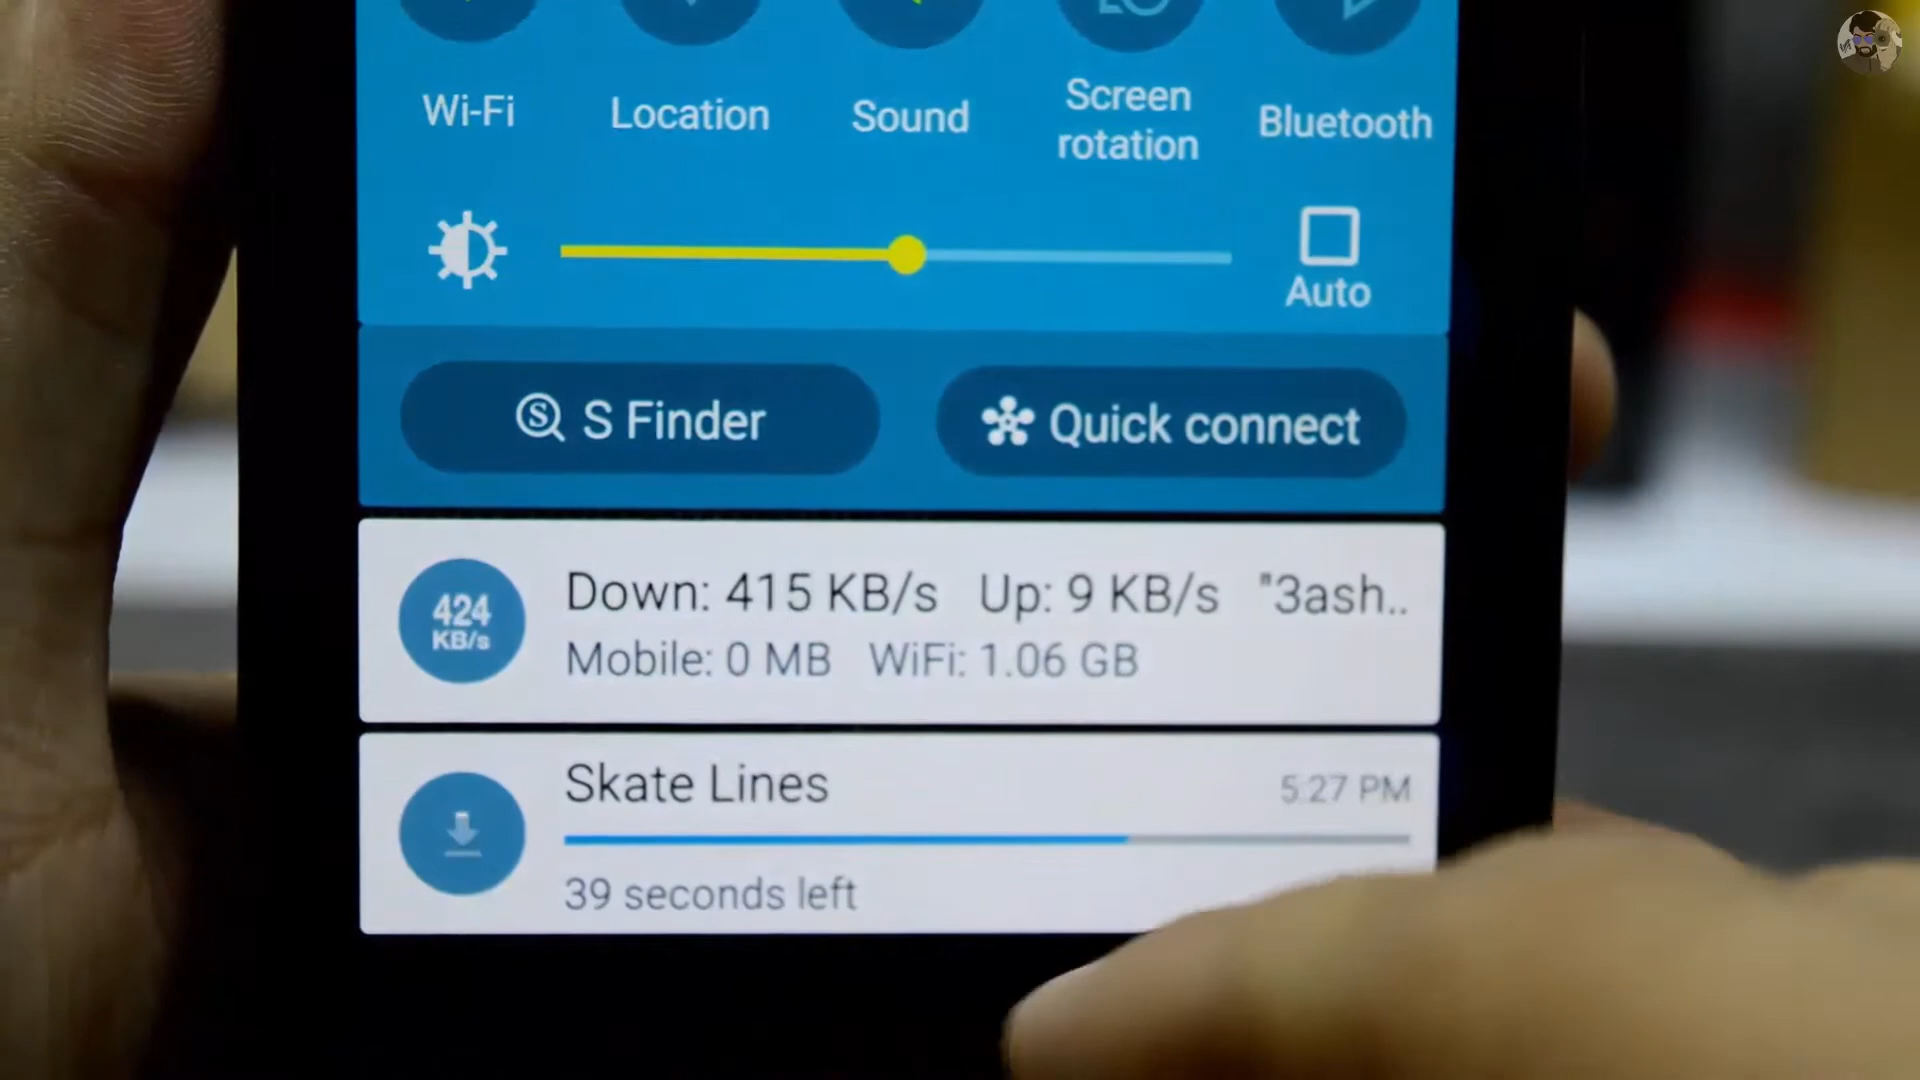 Wi-Fi
Location
Sound
Screen
rotation
Bluetooth
Auto
S Finder
Quick connect
424
KB/s
Down: 415 KB/s Up: 9 KB/s "3ash..
Mobile: 0 MB WiFi: 1.06 GB
Skate Lines
5:27 PM
39 seconds left